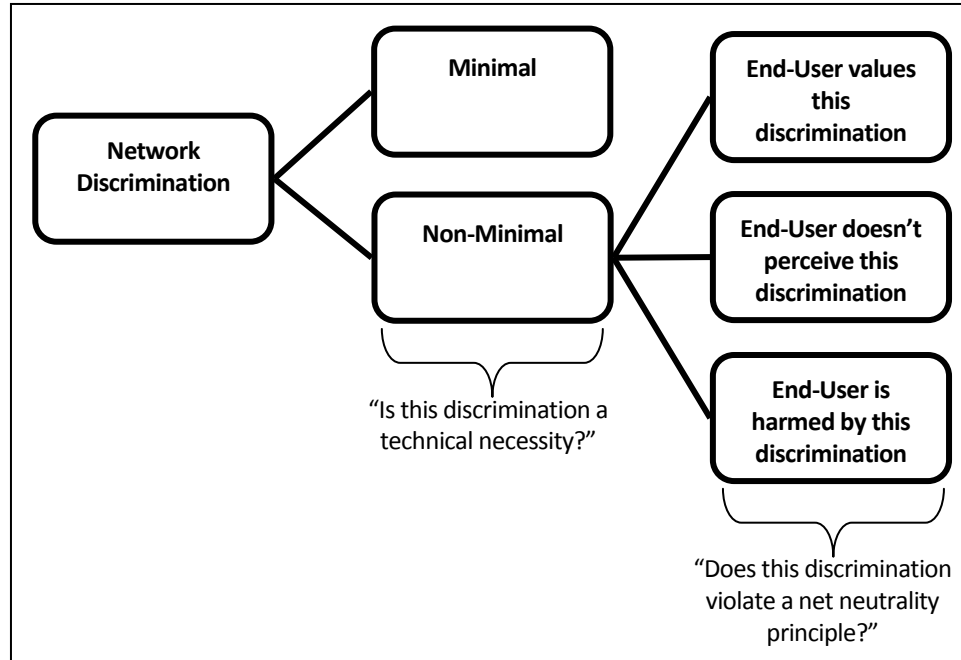 Network
Discrimination
Minimal
Non-Minimal
“Is this discrimination a
technical necessity?”
End-User values
this
discrimination
End-User doesn’t
perceive this
discrimination
End-User is
harmed by this
discrimination
“Does this discrimination
violate a net neutrality
principle?”